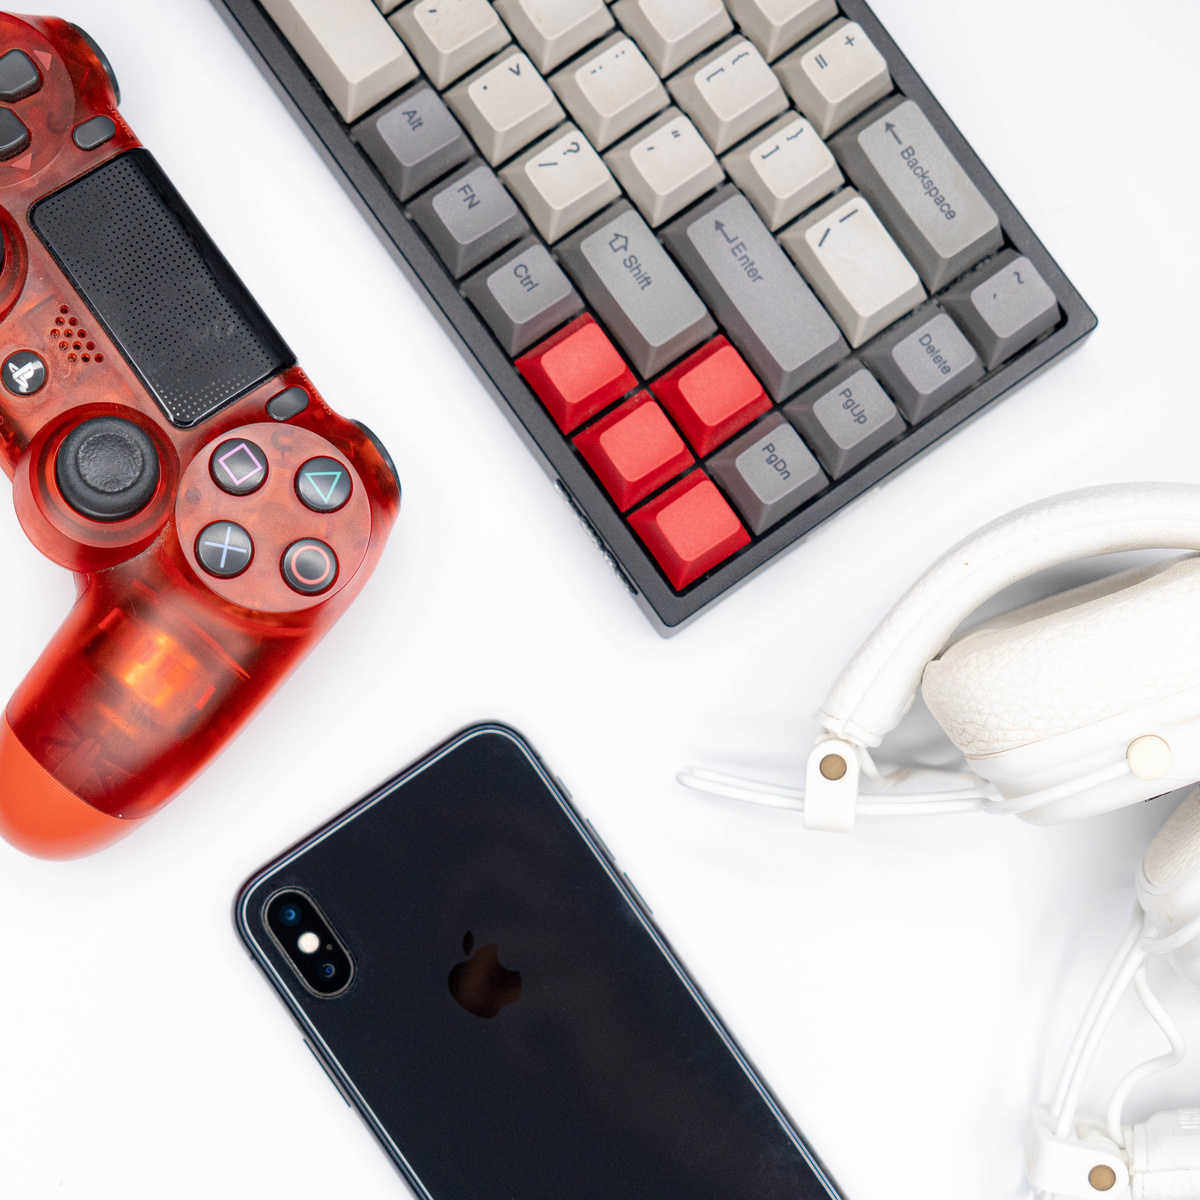 + =
← Backspace
~ `
{ [
} ]
| \
Delete
: ;
" '
↵ Enter
PgUp
> .
? /
⇧ Shift
PgDn
Alt
FN
Ctrl